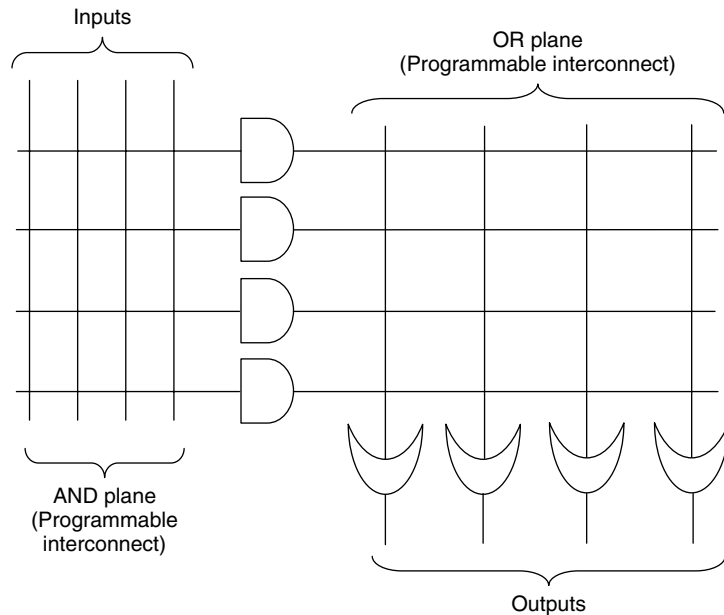 Inputs
OR plane
(Programmable interconnect)
AND plane
(Programmable
interconnect)
Outputs